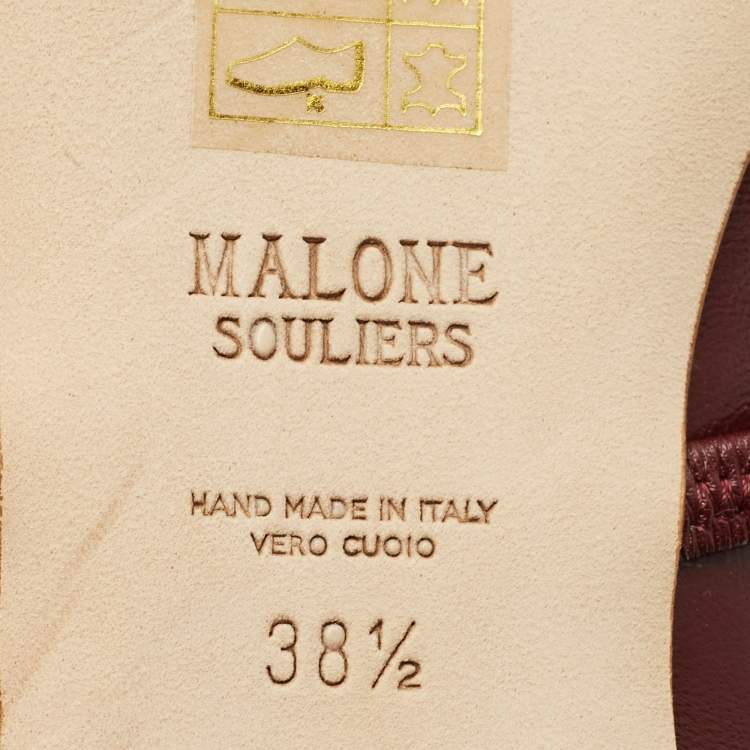 MALONE
SOULIERS
HAND MADE IN ITALY
VERO CUOIO
38½